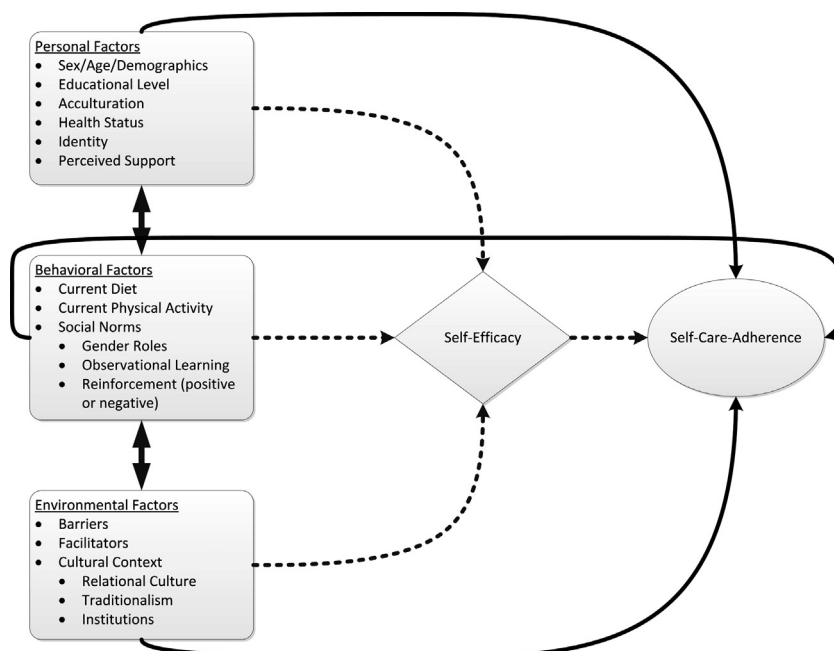 Personal Factors
Sex/Age/Demographics
Educational Level
Acculturation
Health Status
Identity
Perceived Support
Behavioral Factors
Current Diet
Current Physical Activity
Social Norms
Gender Roles
Observational Learning
Reinforcement (positive
or negative)
Self-Efficacy
Self-Care-Adherence
Environmental Factors
Barriers
Facilitators
Cultural Context
Relational Culture
Traditionalism
Institutions